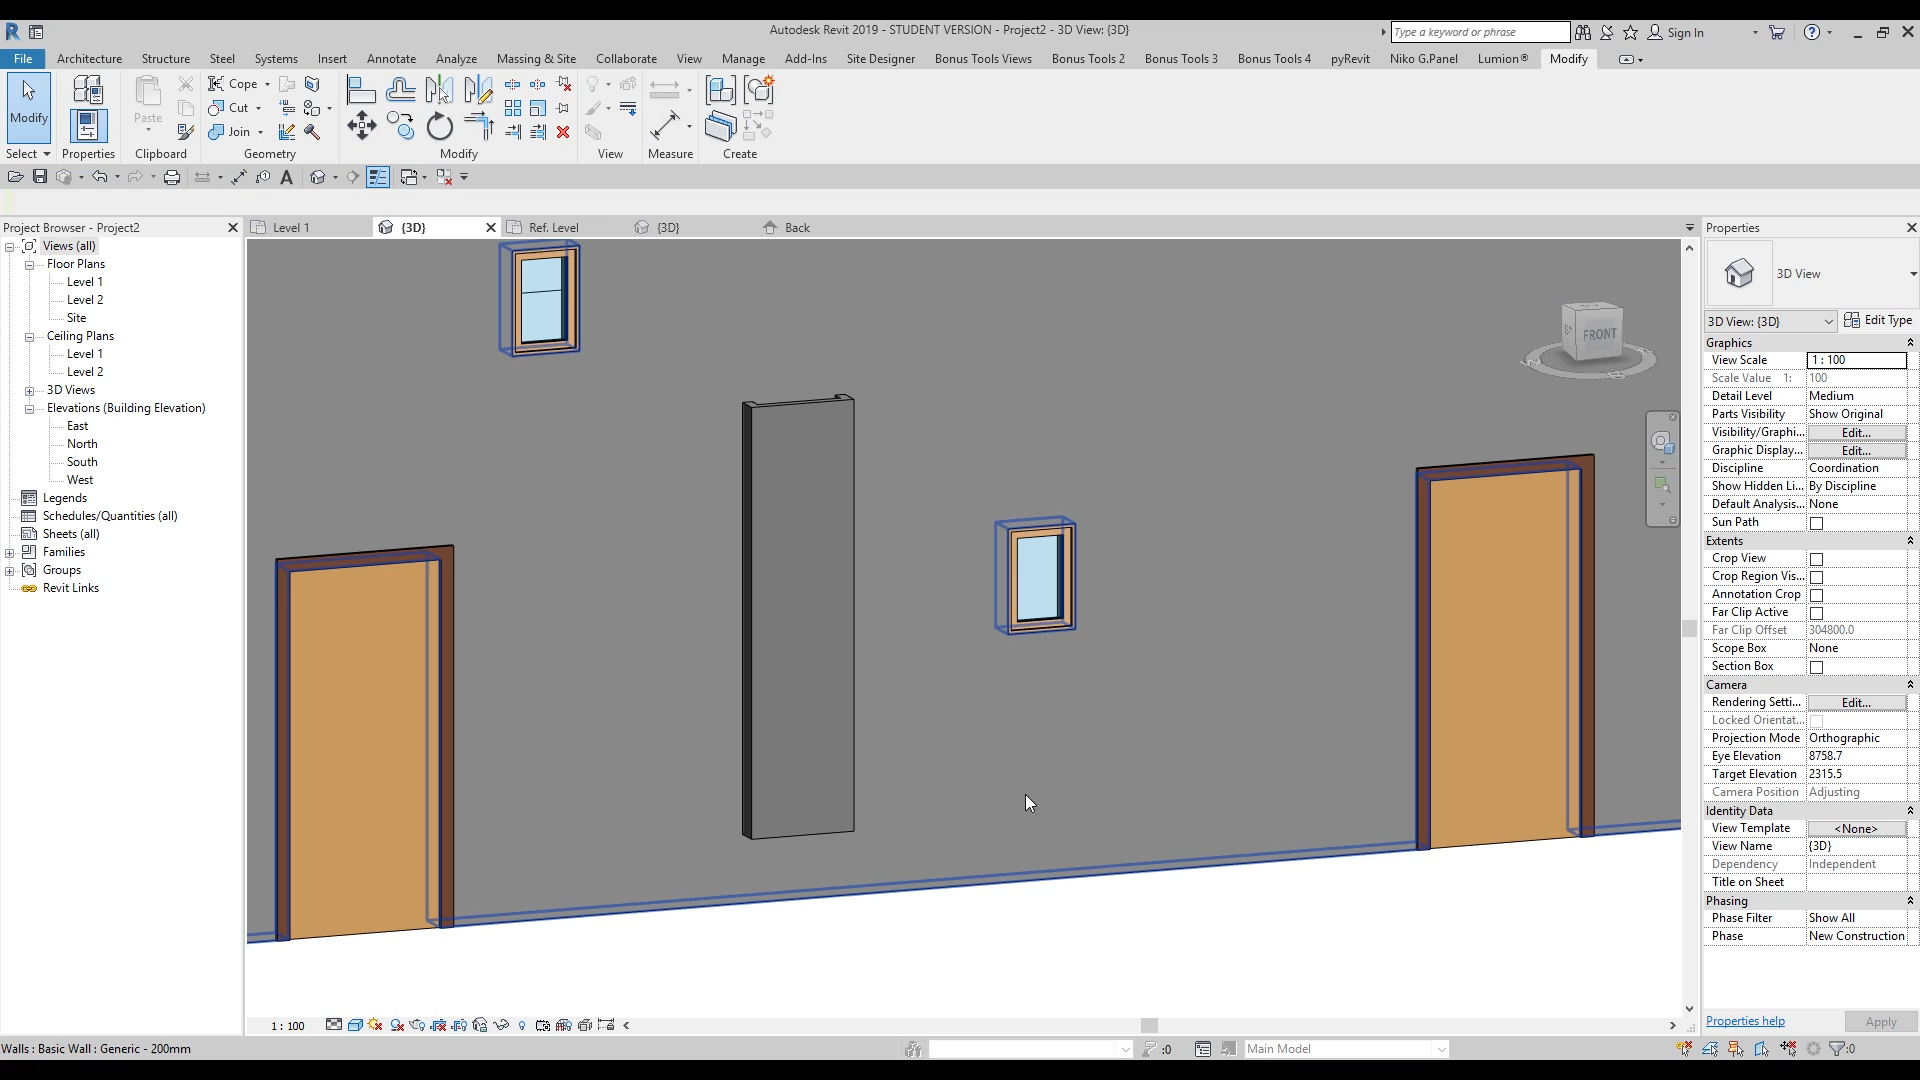 Autodesk Revit 2019 - STUDENT VERSION - Project2 - 3D View: {3D}
Type a keyword or phrase
Sign In
File Architecture Structure Steel Systems Insert Annotate Analyze Massing & Site Collaborate View Manage Add-Ins Site Designer Bonus Tools Views Bonus Tools 2 Bonus Tools 3 Bonus Tools 4 pyRevit Niko G.Panel Lumion® Modify
Modify
Paste
Cope
Cut
Join
Select Properties Clipboard Geometry Modify View Measure Create
Project Browser - Project2
Level 1
{3D}
Ref. Level
{3D}
Back
Views (all)
Floor Plans
Level 1
Level 2
Site
Ceiling Plans
Level 1
Level 2
3D Views
Elevations (Building Elevation)
East
North
South
West
Legends
Schedules/Quantities (all)
Sheets (all)
Families
Groups
Revit Links
FRONT
Properties
3D View
3D View: {3D}
Edit Type
Graphics
View Scale 1 : 100
Scale Value 1: 100
Detail Level Medium
Parts Visibility Show Original
Visibility/Graphi... Edit...
Graphic Display... Edit...
Discipline Coordination
Show Hidden Li... By Discipline
Default Analysis... None
Sun Path
Extents
Crop View
Crop Region Vis...
Annotation Crop
Far Clip Active
Far Clip Offset 304800.0
Scope Box None
Section Box
Camera
Rendering Setti... Edit...
Locked Orientat...
Projection Mode Orthographic
Eye Elevation 8758.7
Target Elevation 2315.5
Camera Position Adjusting
Identity Data
View Template <None>
View Name {3D}
Dependency Independent
Title on Sheet
Phasing
Phase Filter Show All
Phase New Construction
Properties help
Apply
1 : 100
Walls : Basic Wall : Generic - 200mm
:0
Main Model
:0